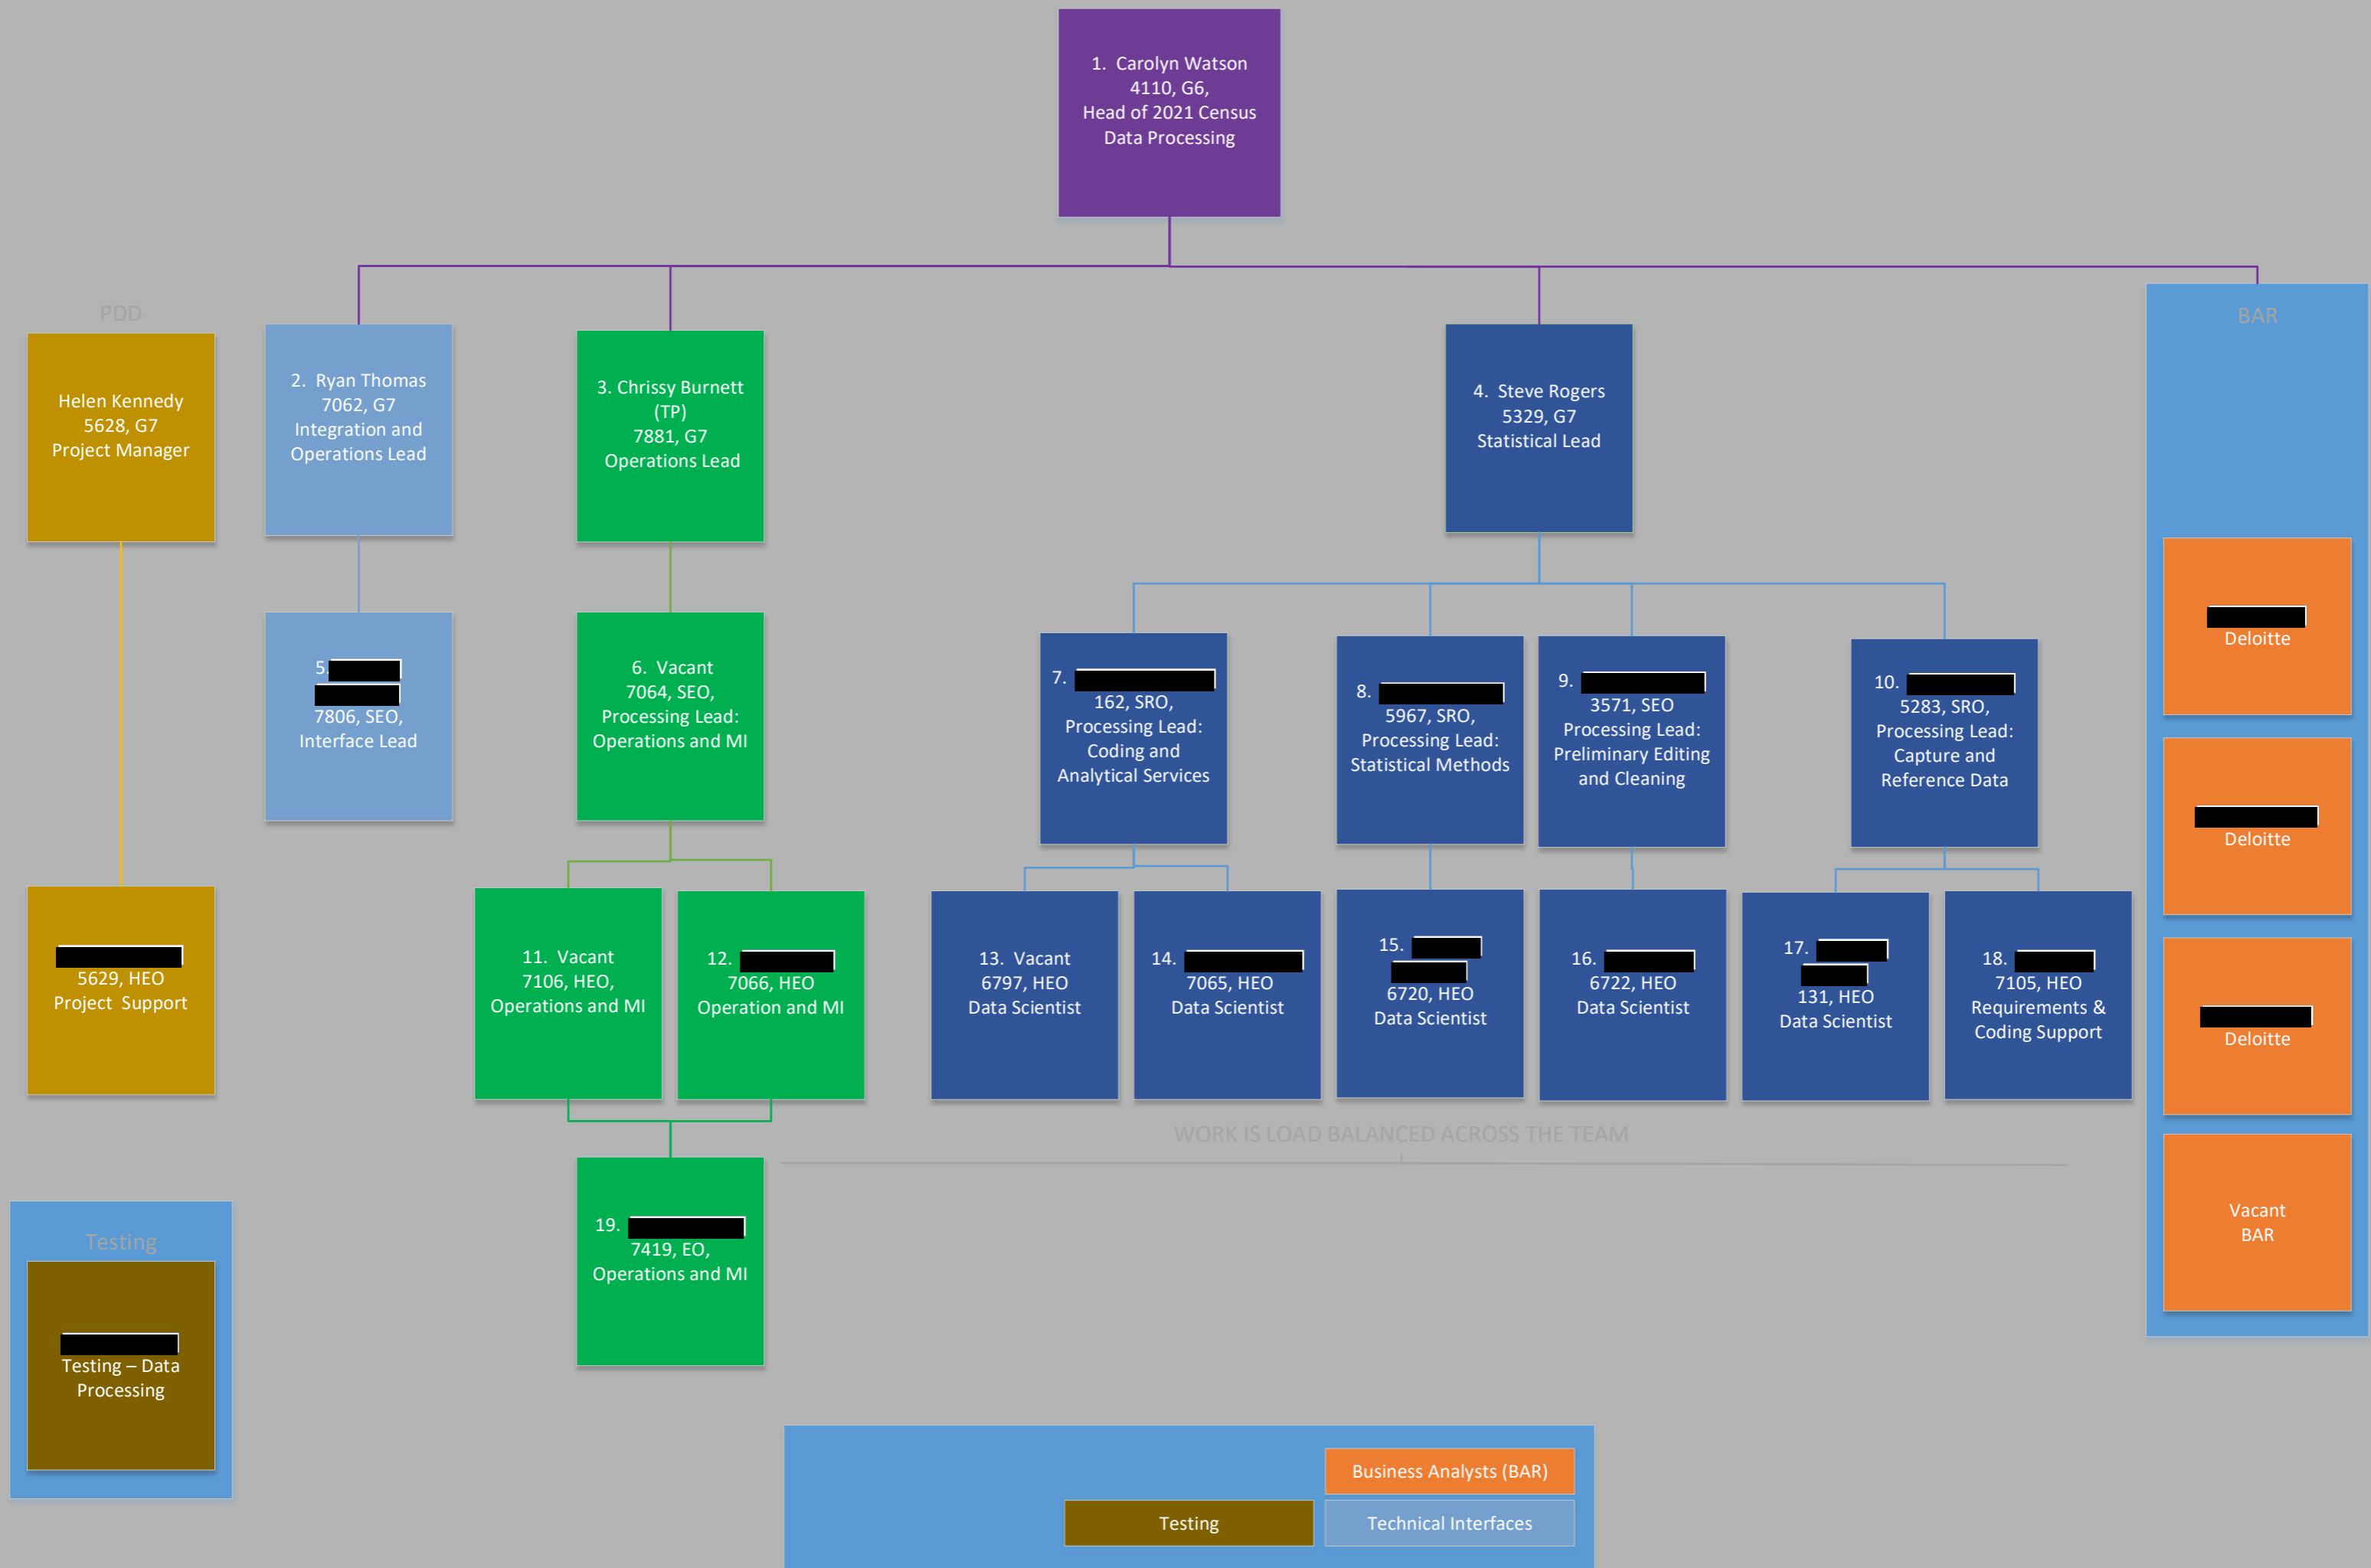 1. Carolyn Watson
4110, G6,
Head of 2021 Census
Data Processing
PDD
Helen Kennedy
5628, G7
Project Manager
2. Ryan Thomas
7062, G7
Integration and
Operations Lead
3. Chrissy Burnett
(TP)
7881, G7
Operations Lead
4. Steve Rogers
5329, G7
Statistical Lead
BAR
5.
7806, SEO,
Interface Lead
6. Vacant
7064, SEO,
Processing Lead:
Operations and MI
7.
162, SRO,
Processing Lead:
Coding and
Analytical Services
8.
5967, SRO,
Processing Lead:
Statistical Methods
9.
3571, SEO
Processing Lead:
Preliminary Editing
and Cleaning
10.
5283, SRO,
Processing Lead:
Capture and
Reference Data
Deloitte
Deloitte
Deloitte
Vacant
BAR
5629, HEO
Project Support
11. Vacant
7106, HEO,
Operations and MI
12.
7066, HEO
Operation and MI
13. Vacant
6797, HEO
Data Scientist
14.
7065, HEO
Data Scientist
15.
6720, HEO
Data Scientist
16.
6722, HEO
Data Scientist
17.
131, HEO
Data Scientist
18.
7105, HEO
Requirements &
Coding Support
WORK IS LOAD BALANCED ACROSS THE TEAM
19.
7419, EO,
Operations and MI
Testing
Testing – Data
Processing
Business Analysts (BAR)
Testing
Technical Interfaces